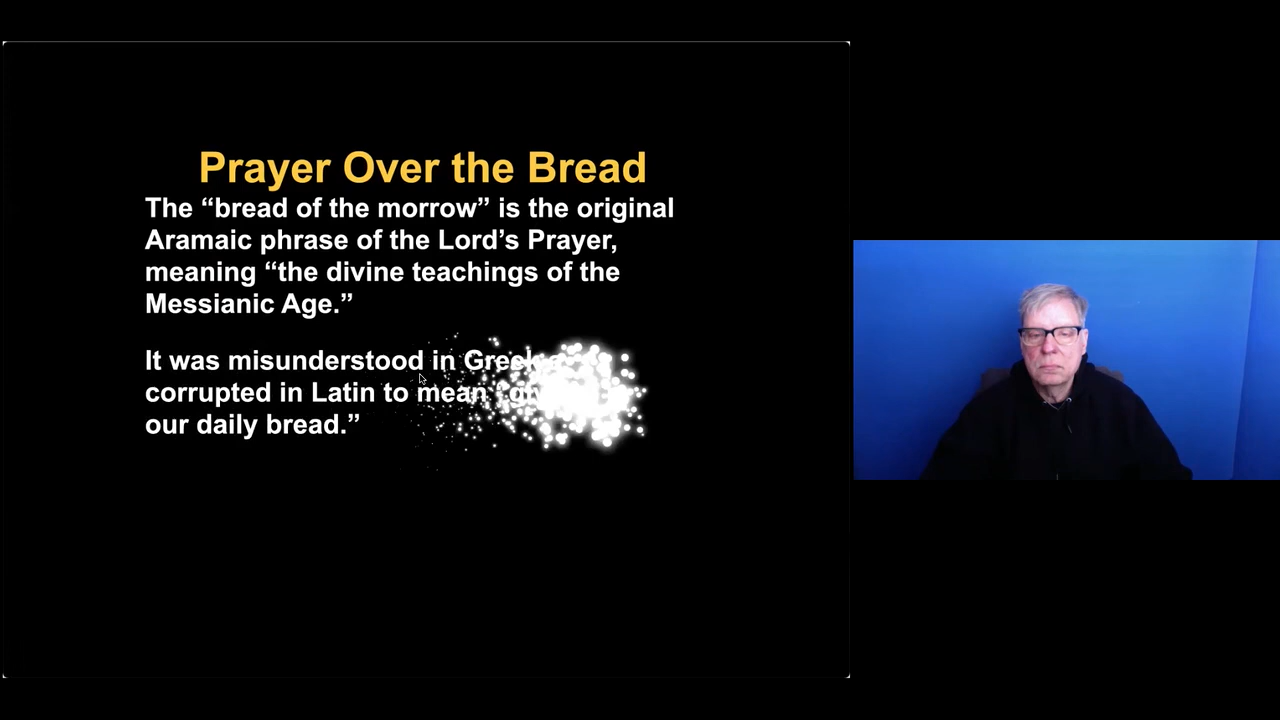 Prayer Over the Bread
The “bread of the morrow” is the original
Aramaic phrase of the Lord’s Prayer,
meaning “the divine teachings of the
Messianic Age.”
It was misunderstood in Greek
corrupted in Latin to mean
our daily bread.”